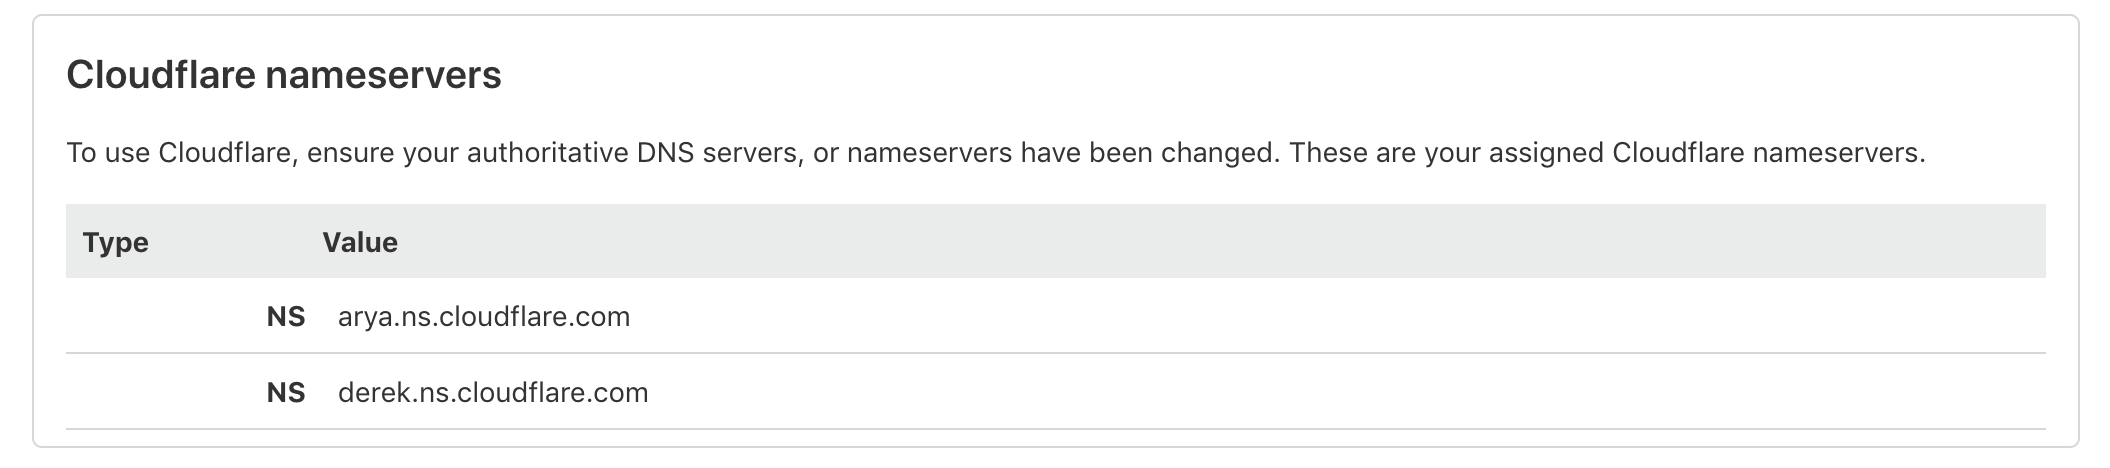 Cloudflare nameservers
To use Cloudflare, ensure your authoritative DNS servers, or nameservers have been changed. These are your assigned Cloudflare nameservers.
Type Value
NS arya.ns.cloudflare.com
NS derek.ns.cloudflare.com